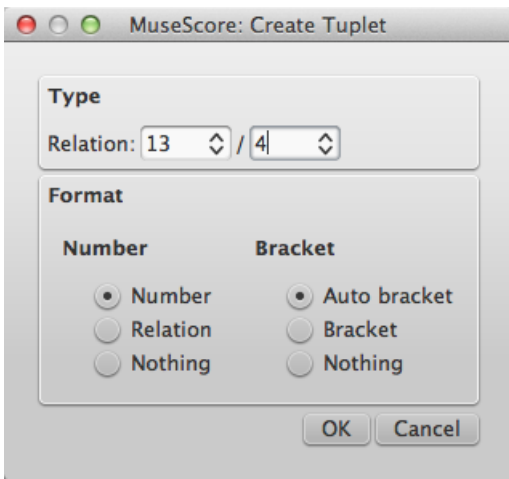 MuseScore: Create Tuplet
Type
Relation: 13 / 4
Format
Number Bracket
Number Auto bracket
Relation Bracket
Nothing Nothing
OK Cancel